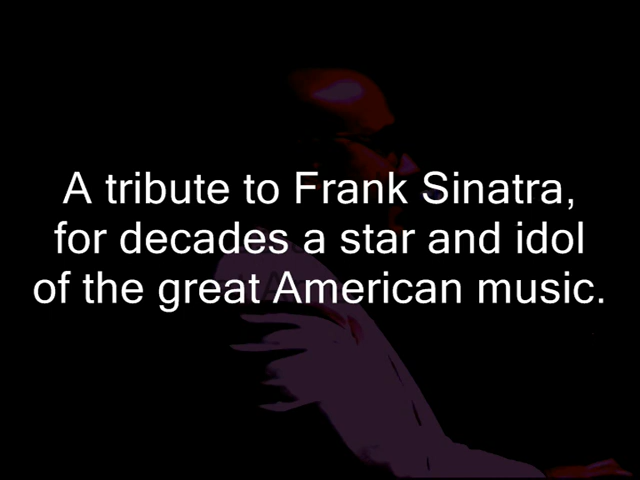 A tribute to Frank Sinatra,
for decades a star and idol
of the great American music.